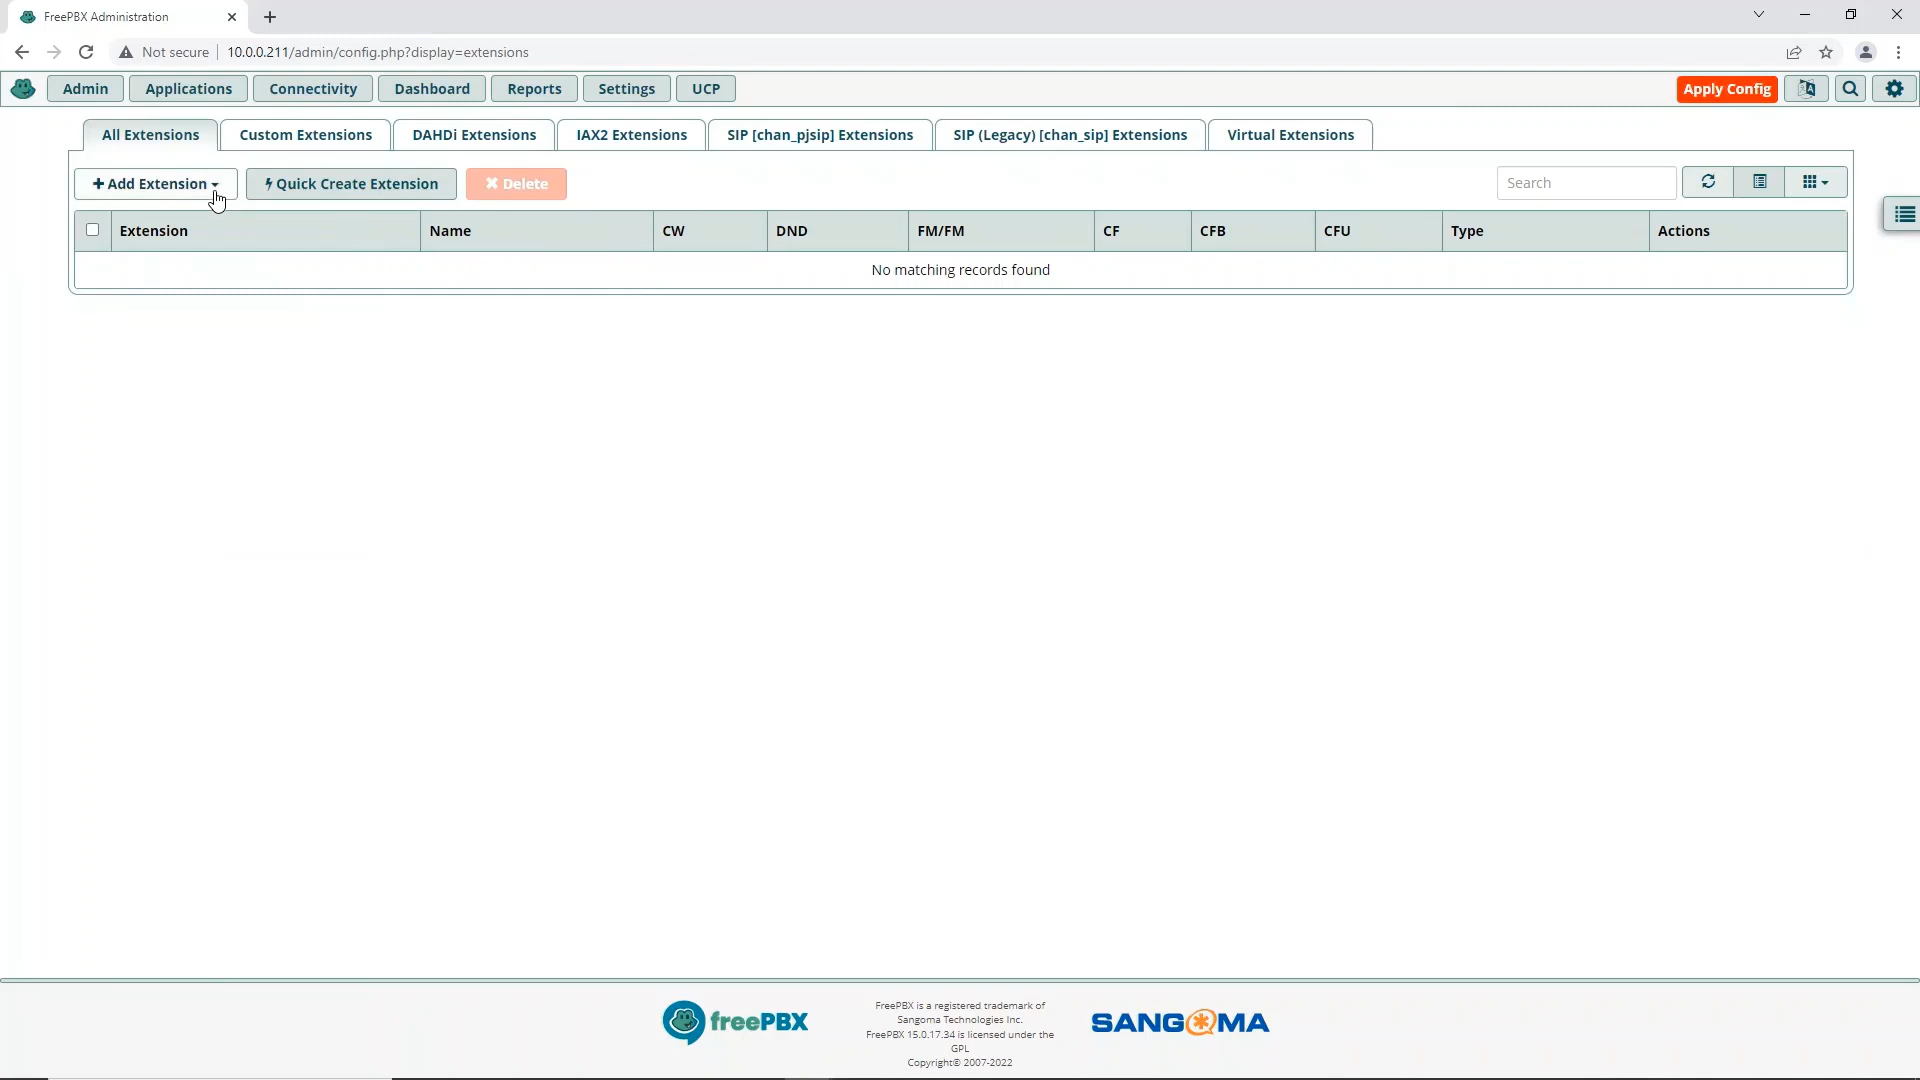 FreePBX Administration
Not secure
10.0.0.211/admin/config.php?display=extensions
Admin
Applications
Connectivity
Dashboard
Reports
Settings
UCP
Apply Config
All Extensions
Custom Extensions
DAHDi Extensions
IAX2 Extensions
SIP [chan_pjsip] Extensions
SIP (Legacy) [chan_sip] Extensions
Virtual Extensions
Add Extension
Quick Create Extension
Delete
Search
Extension
Name
CW
DND
FM/FM
CF
CFB
CFU
Type
Actions
No matching records found
freePBX
FreePBX is a registered trademark of
Sangoma Technologies Inc.
FreePBX 15.0.17.34 is licensed under the
GPL
Copyright© 2007-2022
SANGOMA